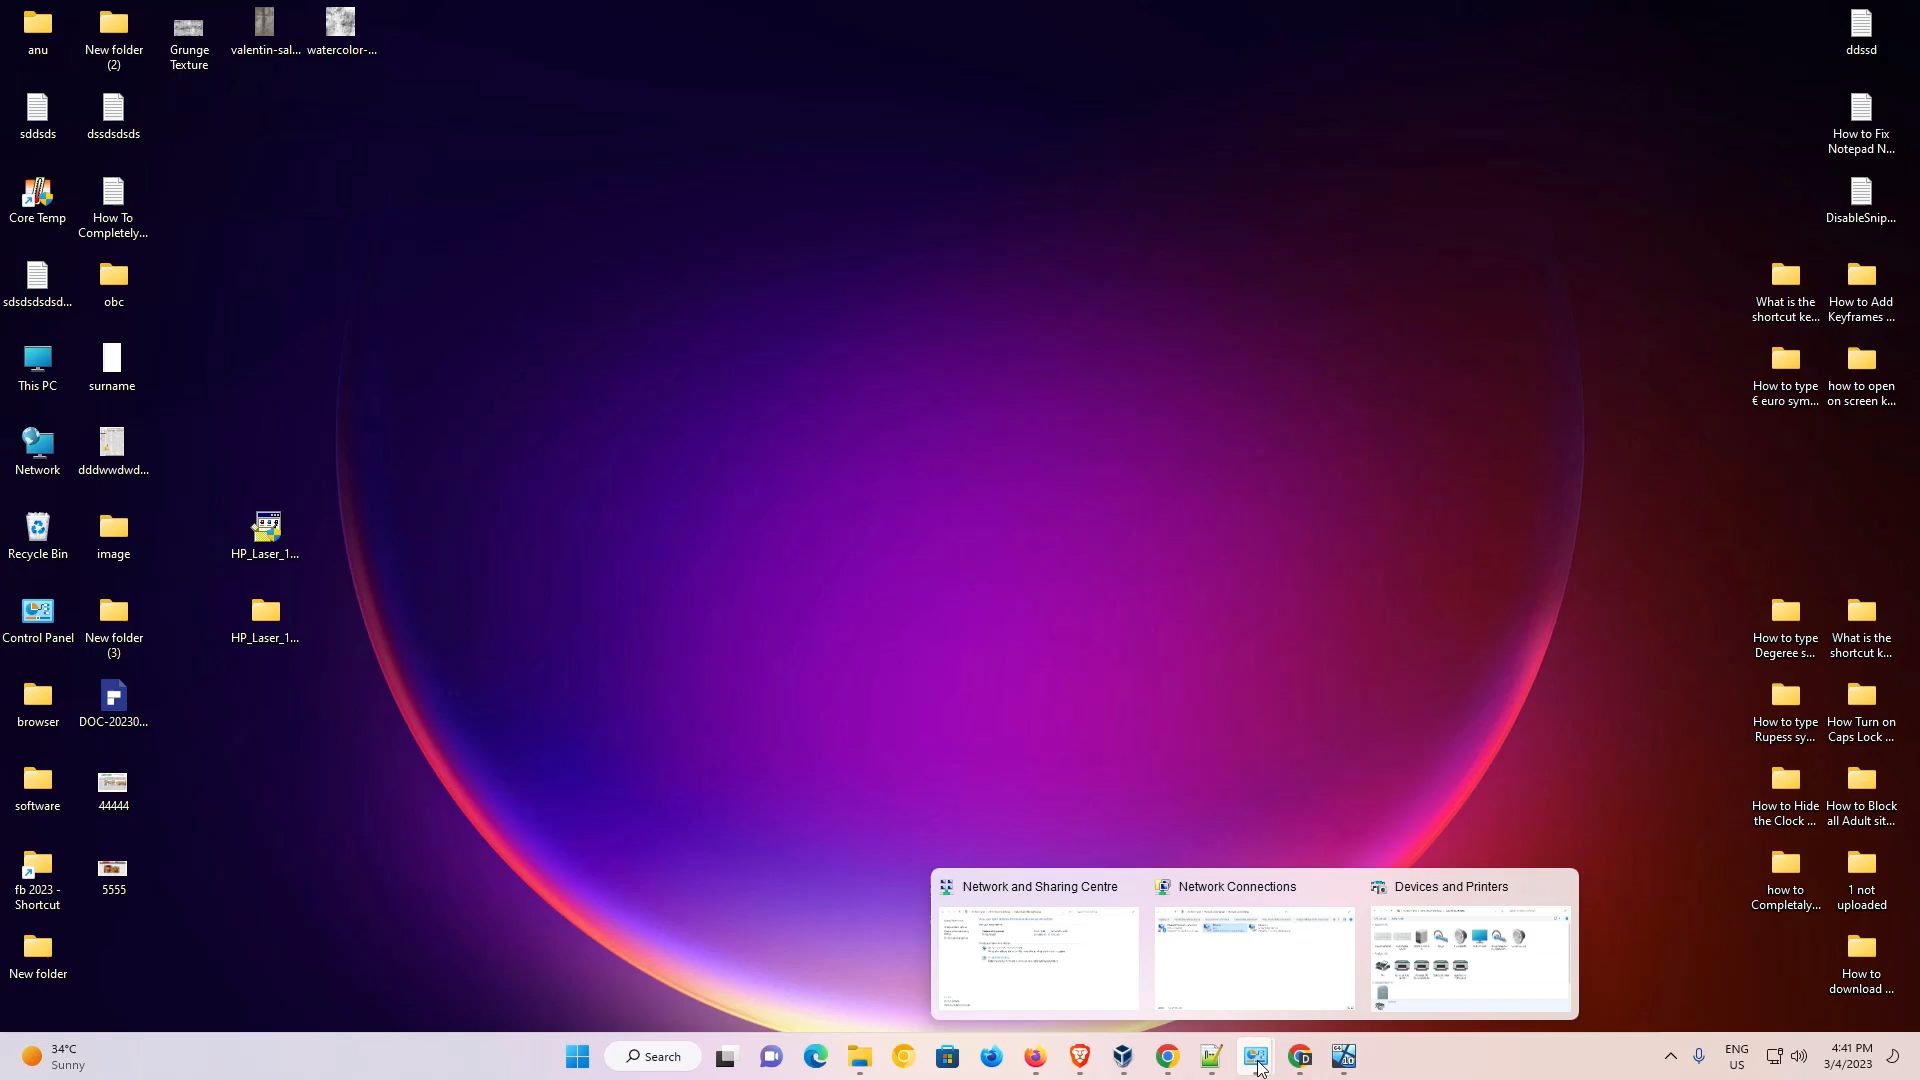 anu
New folder
(2)
Grunge
Texture
valentin-sal...
watercolor-...
ddssd
sddsds
dssdsdsds
How to Fix
Notepad N...
Core Temp
How To
Completely...
DisableSnip...
sdsdsdsdsd...
obc
What is the
shortcut ke...
How to Add
Keyframes ...
This PC
surname
How to type
€ euro sym...
how to open
on screen k...
Network
dddwwdwd...
Recycle Bin
image
HP_Laser_1...
Control Panel
New folder
(3)
HP_Laser_1...
How to type
Degeree s...
What is the
shortcut k...
browser
DOC-20230...
How to type
Rupess sy...
How Turn on
Caps Lock ...
software
44444
How to Hide
the Clock ...
How to Block
all Adult sit...
fb 2023 -
Shortcut
5555
how to
Completaly...
1 not
uploaded
New folder
How to
download ...
Network and Sharing Centre
Network Connections
Devices and Printers
34°C
Sunny
Search
ENG
US
4:41 PM
3/4/2023